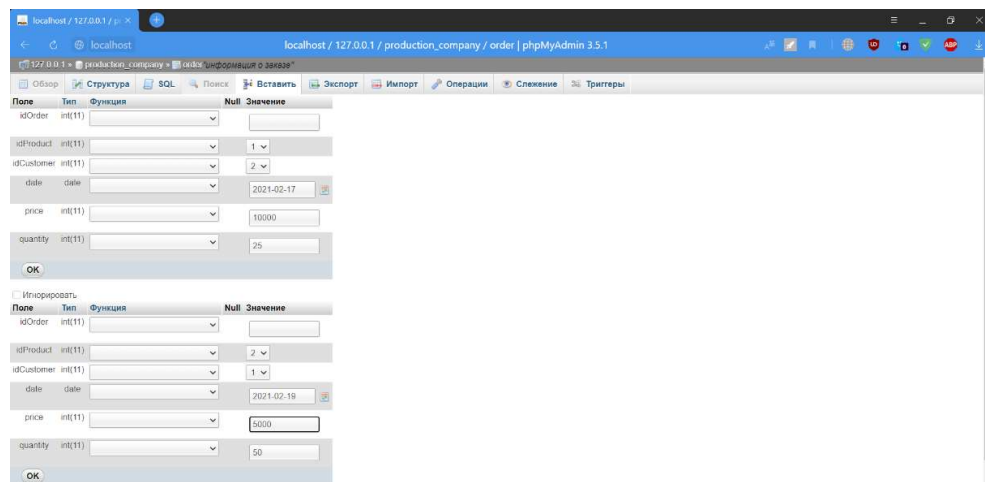 localhost / 127.0.0.1 / pr
localhost
localhost / 127.0.0.1 / production_company / order | phpMyAdmin 3.5.1
127.0.0.1 » production_company » order "информация о заказе"
Обзор Структура SQL Поиск Вставить Экспорт Импорт Операции Слежение Триггеры
Поле Тип Функция Null Значение
idOrder int(11)
idProduct int(11) 1
idCustomer int(11) 2
date date 2021-02-17
price int(11) 10000
quantity int(11) 25
OK
Игнорировать
Поле Тип Функция Null Значение
idOrder int(11)
idProduct int(11) 2
idCustomer int(11) 1
date date 2021-02-19
price int(11) 5000
quantity int(11) 50
OK